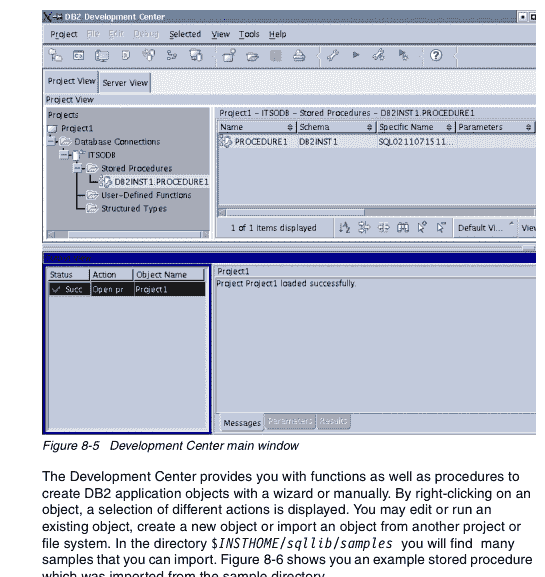 DB2 Development Center
Project File Edit Debug Selected View Tools Help
Project View Server View
Project View
Projects
Project1
Database Connections
ITSODB
Stored Procedures
DB2INST1.PROCEDURE1
User-Defined Functions
Structured Types
Project1 - ITSODB - Stored Procedures - DB2INST1.PROCEDURE1
Name Schema Specific Name Parameters
PROCEDURE1 DB2INST1 SQL0211071511...
1 of 1 items displayed Default Vi... View
Status Action Object Name
Succ Open pr Project1
Project1
Project Project1 loaded successfully.
Messages Parameters Results
Figure 8-5 Development Center main window
The Development Center provides you with functions as well as procedures to
create DB2 application objects with a wizard or manually. By right-clicking on an
object, a selection of different actions is displayed. You may edit or run an
existing object, create a new object or import an object from another project or
file system. In the directory $INSTHOME/sqllib/samples you will find many
samples that you can import. Figure 8-6 shows you an example stored procedure
which was imported from the sample directory.